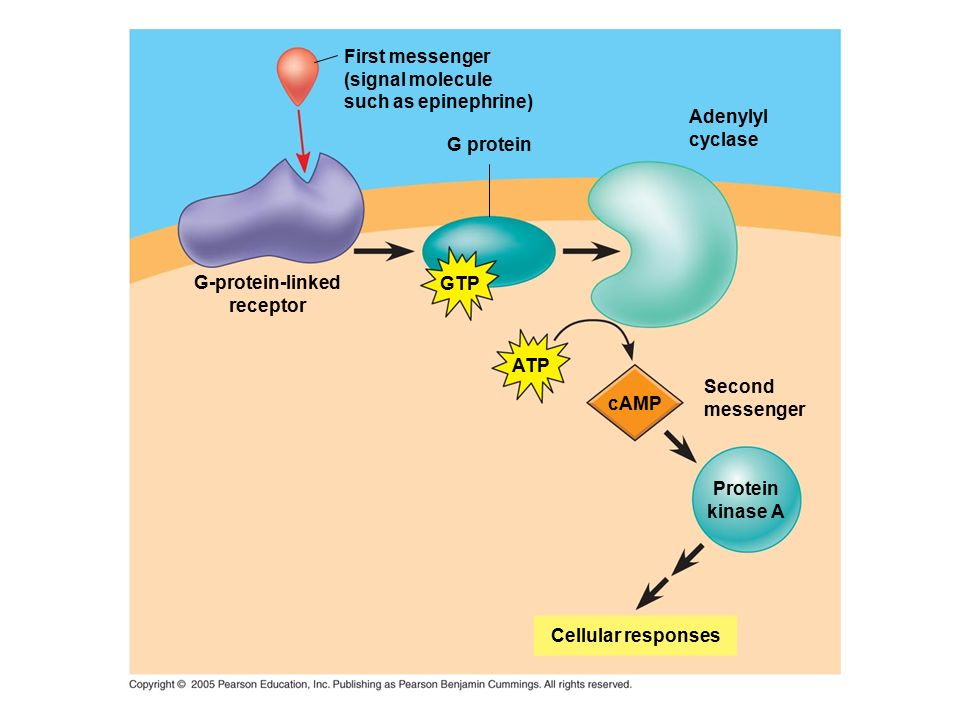 First messenger
(signal molecule
such as epinephrine)
Adenylyl
cyclase
G protein
G-protein-linked
receptor
GTP
ATP
cAMP
Second
messenger
Protein
kinase A
Cellular responses
Copyright © 2005 Pearson Education, Inc. Publishing as Pearson Benjamin Cummings. All rights reserved.